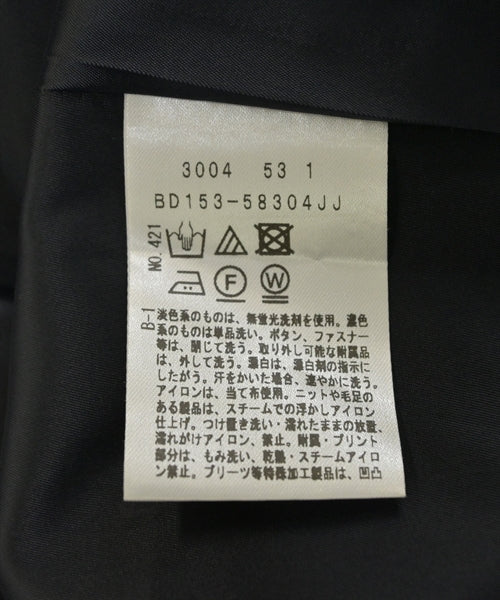 3004 53 1
BD153-58304JJ
NO.421
F W
B-1
淡色系のものは、無蛍光洗剤を使用。濃色
系のものは単品洗い。ボタン、ファスナー
等は、閉じて洗う。取り外し可能な附属品
は、外して洗う。漂白は、漂白剤の指示に
したがう。汗をかいた場合、速やかに洗う。
アイロンは、当て布使用。ニットや毛足の
ある製品は、スチームでの浮かしアイロン
仕上げ。つけ置き洗い・濡れたままの放置、
濡れがけアイロン、禁止。附属・プリント
部分は、もみ洗い、乾燥・スチームアイロ
ン禁止。プリーツ等特殊加工製品は、